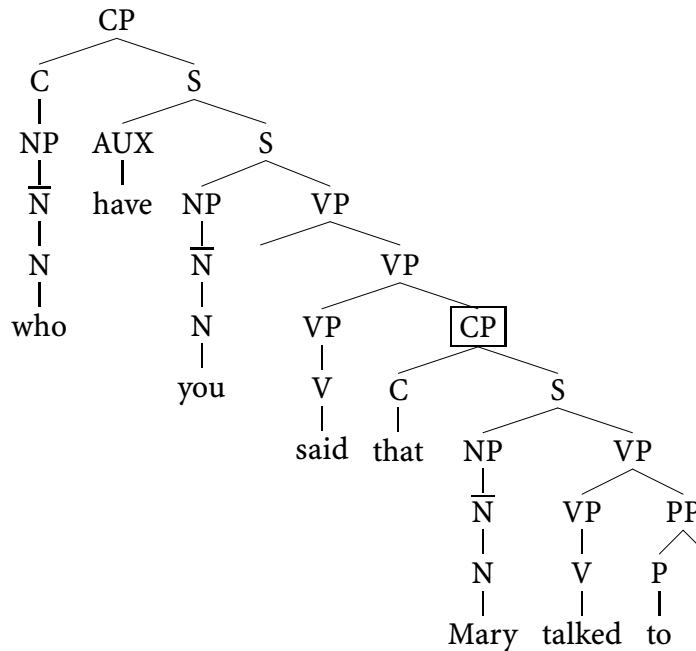 CP
C S
NP AUX S
N̅ have NP VP
N N̅ VP
who N VP CP
you V C S
said that NP VP
N̅ VP PP
N V P
Mary talked to